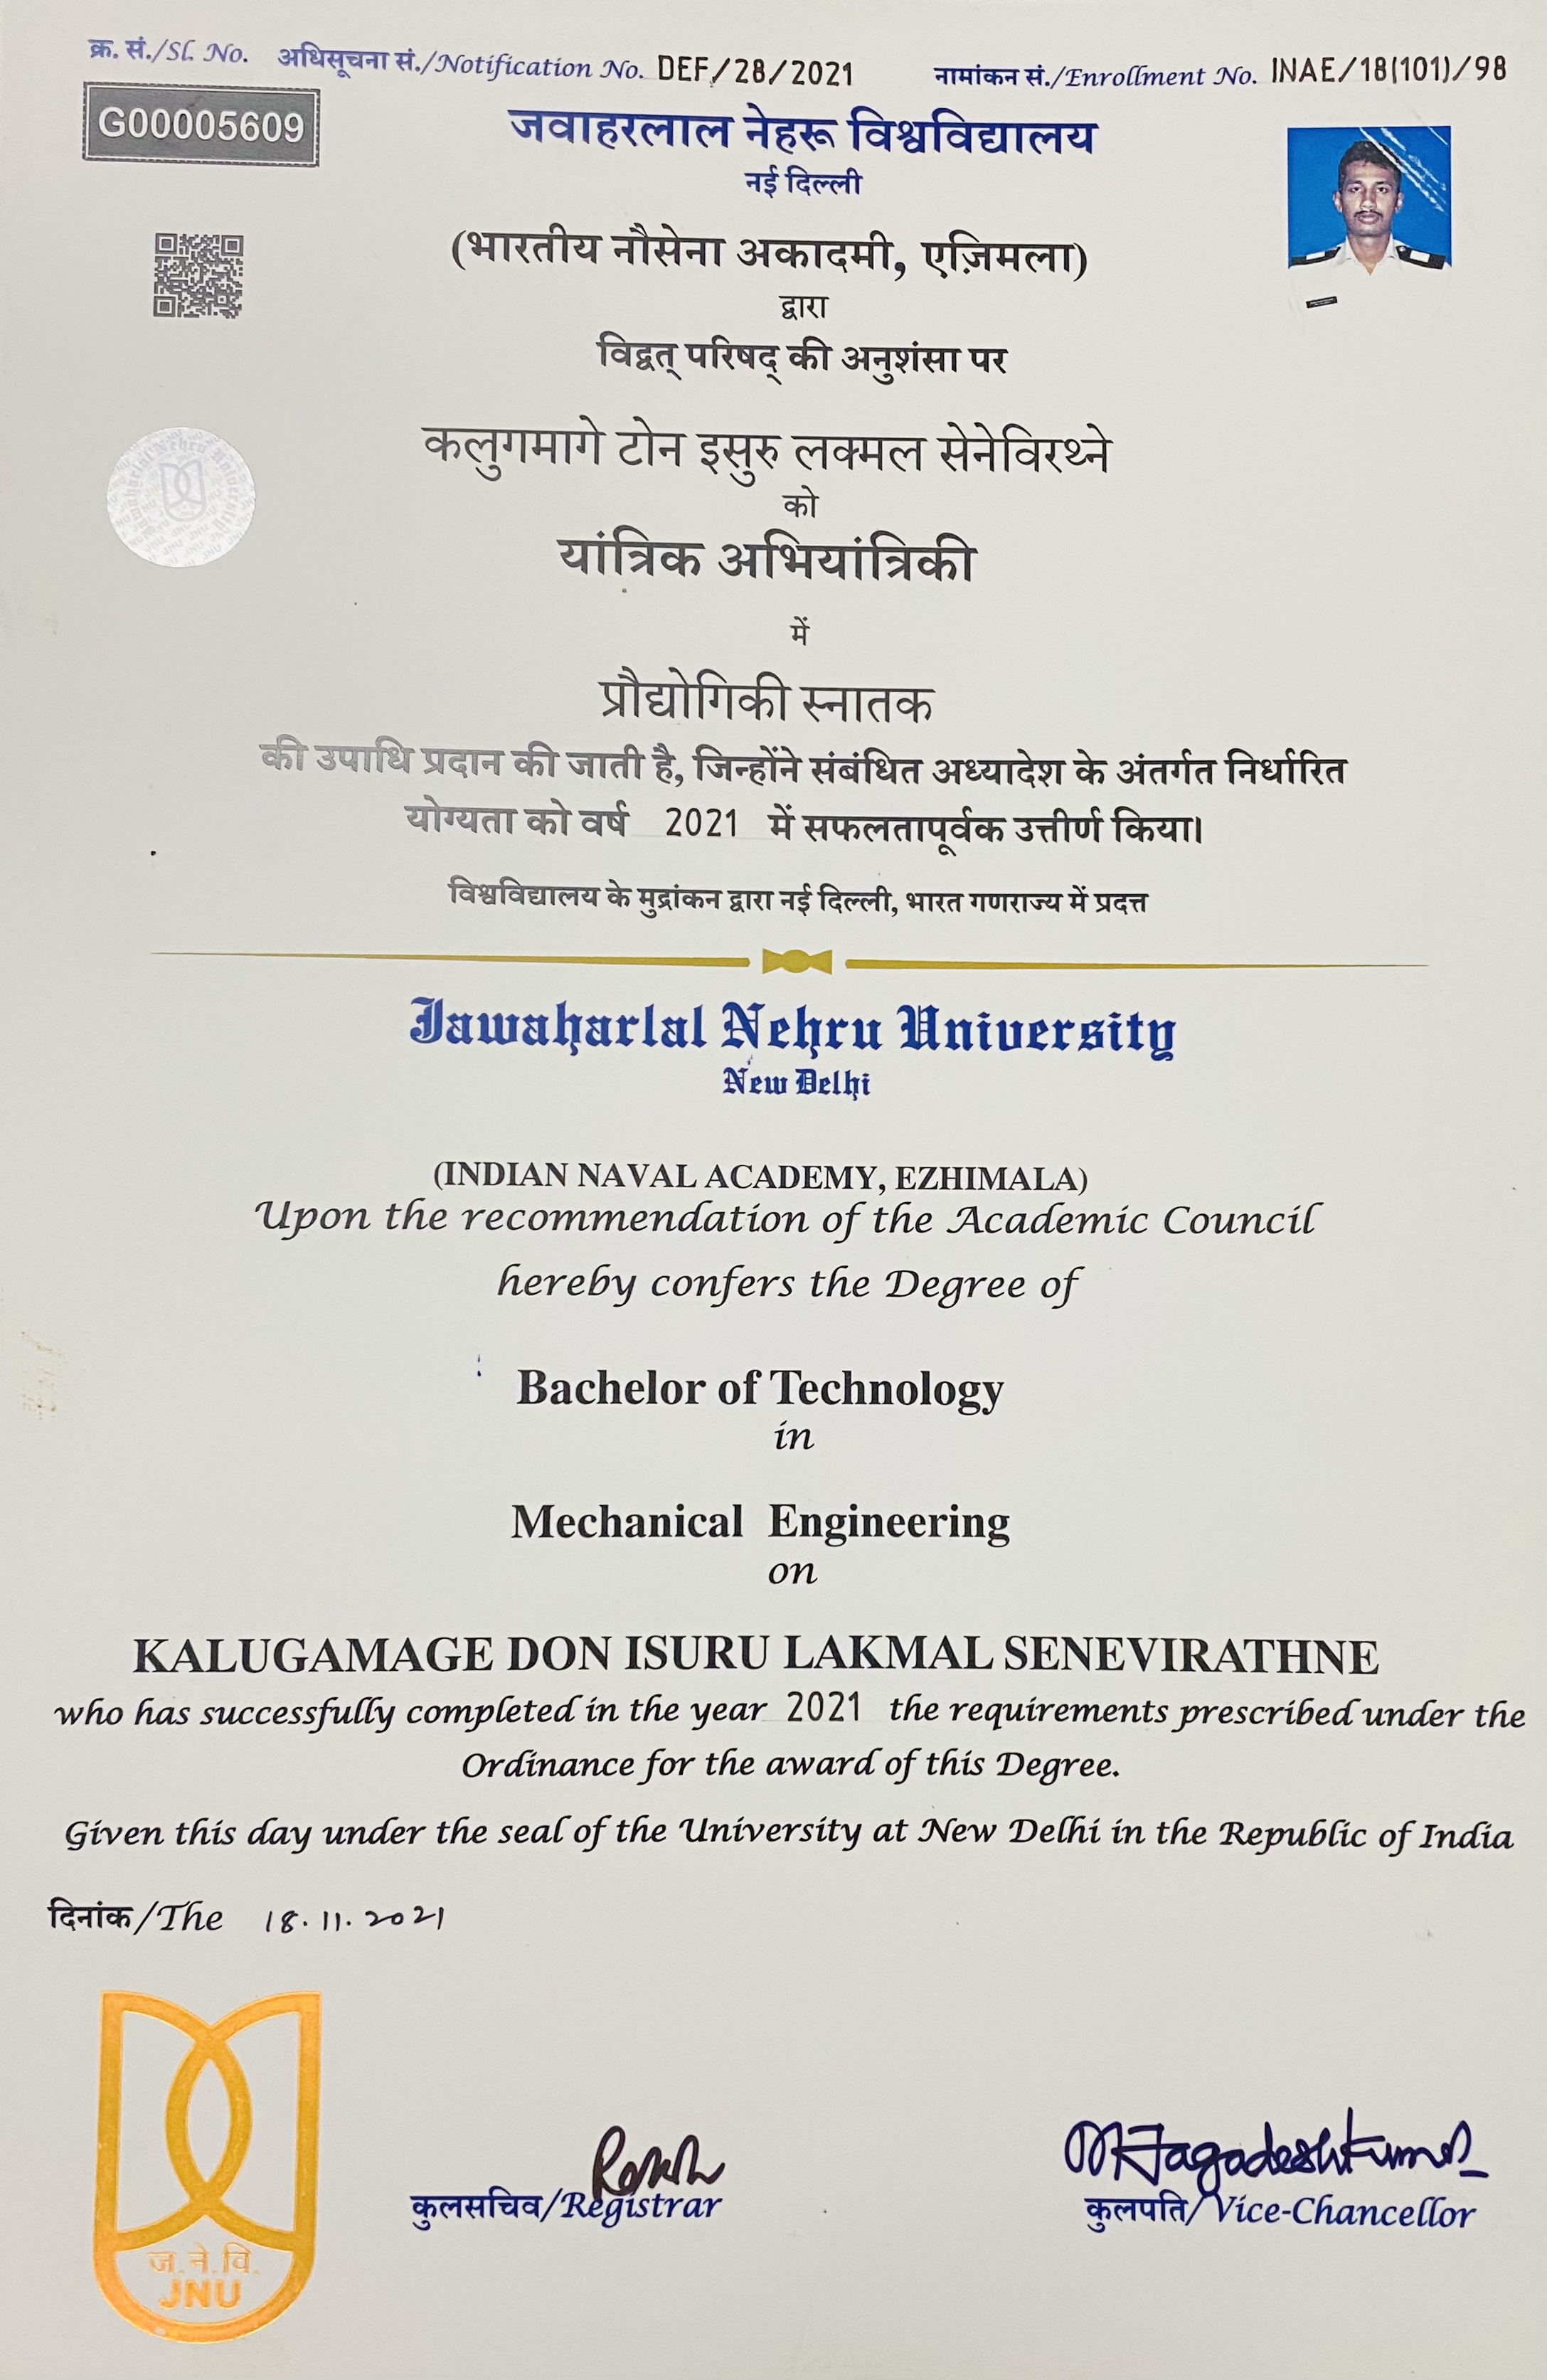 क्र. सं./Sl. No. अधिसूचना सं./Notification No. DEF/28/2021 नामांकन सं./Enrollment No. INAE/18(101)/98
G00005609
जवाहरलाल नेहरू विश्वविद्यालय
नई दिल्ली
(भारतीय नौसेना अकादमी, एज़िमला)
द्वारा
विद्वत् परिषद् की अनुशंसा पर
कलुगमागे टोन इसुरु लक्मल सेनेविरथ्ने
को
यांत्रिक अभियांत्रिकी
में
प्रौद्योगिकी स्नातक
की उपाधि प्रदान की जाती है, जिन्होंने संबंधित अध्यादेश के अंतर्गत निर्धारित
योग्यता को वर्ष 2021 में सफलतापूर्वक उत्तीर्ण किया।
विश्वविद्यालय के मुद्रांकन द्वारा नई दिल्ली, भारत गणराज्य में प्रदत्त
Jawaharlal Nehru University
New Delhi
(INDIAN NAVAL ACADEMY, EZHIMALA)
Upon the recommendation of the Academic Council
hereby confers the Degree of
Bachelor of Technology
in
Mechanical Engineering
on
KALUGAMAGE DON ISURU LAKMAL SENEVIRATHNE
who has successfully completed in the year 2021 the requirements prescribed under the
Ordinance for the award of this Degree.
Given this day under the seal of the University at New Delhi in the Republic of India
दिनांक/The 18.11.2021
MJagadeshKumar
कुलसचिव/Registrar
कुलपति/Vice-Chancellor
ज.ने.वि.
JNU